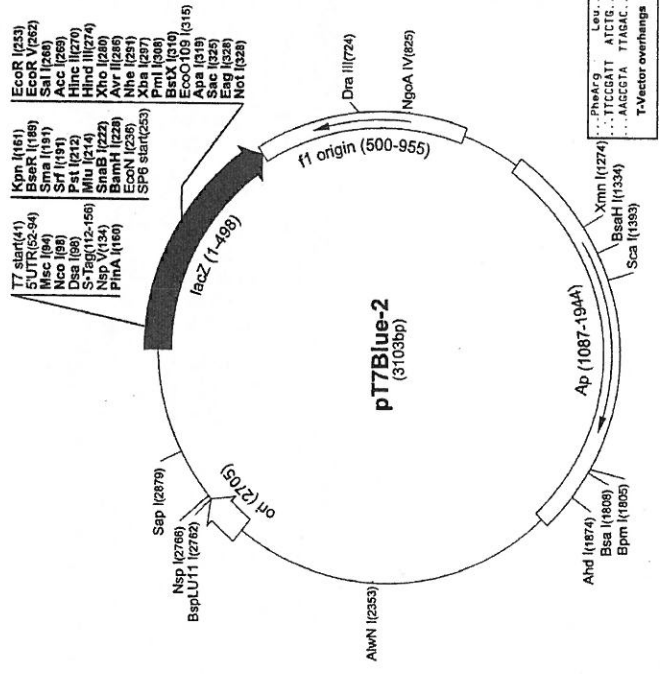 T7 start(41)
5'UTR(52-94)
Msc I(94)
Nco I(98)
Dsa I(98)
S•Tag(112-156)
Nsp V(134)
PinA I(160)
Kpn I(161)
BseR I(189)
Sma I(191)
Srf I(191)
Pst I(212)
Mlu I(214)
SnaB I(222)
BamH I(228)
EcoN I(236)
SP6 start(253)
EcoR I(253)
EcoR V(262)
Sal I(268)
Acc I(269)
Hinc II(270)
Hind III(274)
Xho I(280)
Avr II(286)
Nhe I(291)
Xba I(297)
Pml I(308)
BstX I(310)
EcoO109 I(315)
Apa I(319)
Sac I(325)
Eag I(328)
Not I(328)
lacZ (1-498)
f1 origin (500-955)
Dra III(724)
NgoA IV(825)
Xmn I(1274)
BsaH I(1334)
Sca I(1393)
Ap (1087-1944)
Bpm I(1805)
Bsa I(1808)
Ahd I(1874)
AlwN I(2353)
ori (2705)
BspLU11 I(2762)
Nsp I(2766)
Sap I(2879)
pT7Blue-2
(3103bp)
...PheArg Leu..
...TTCCGATT ATCTG..
...AAGCGTA TTAGAC..
T-Vector overhangs